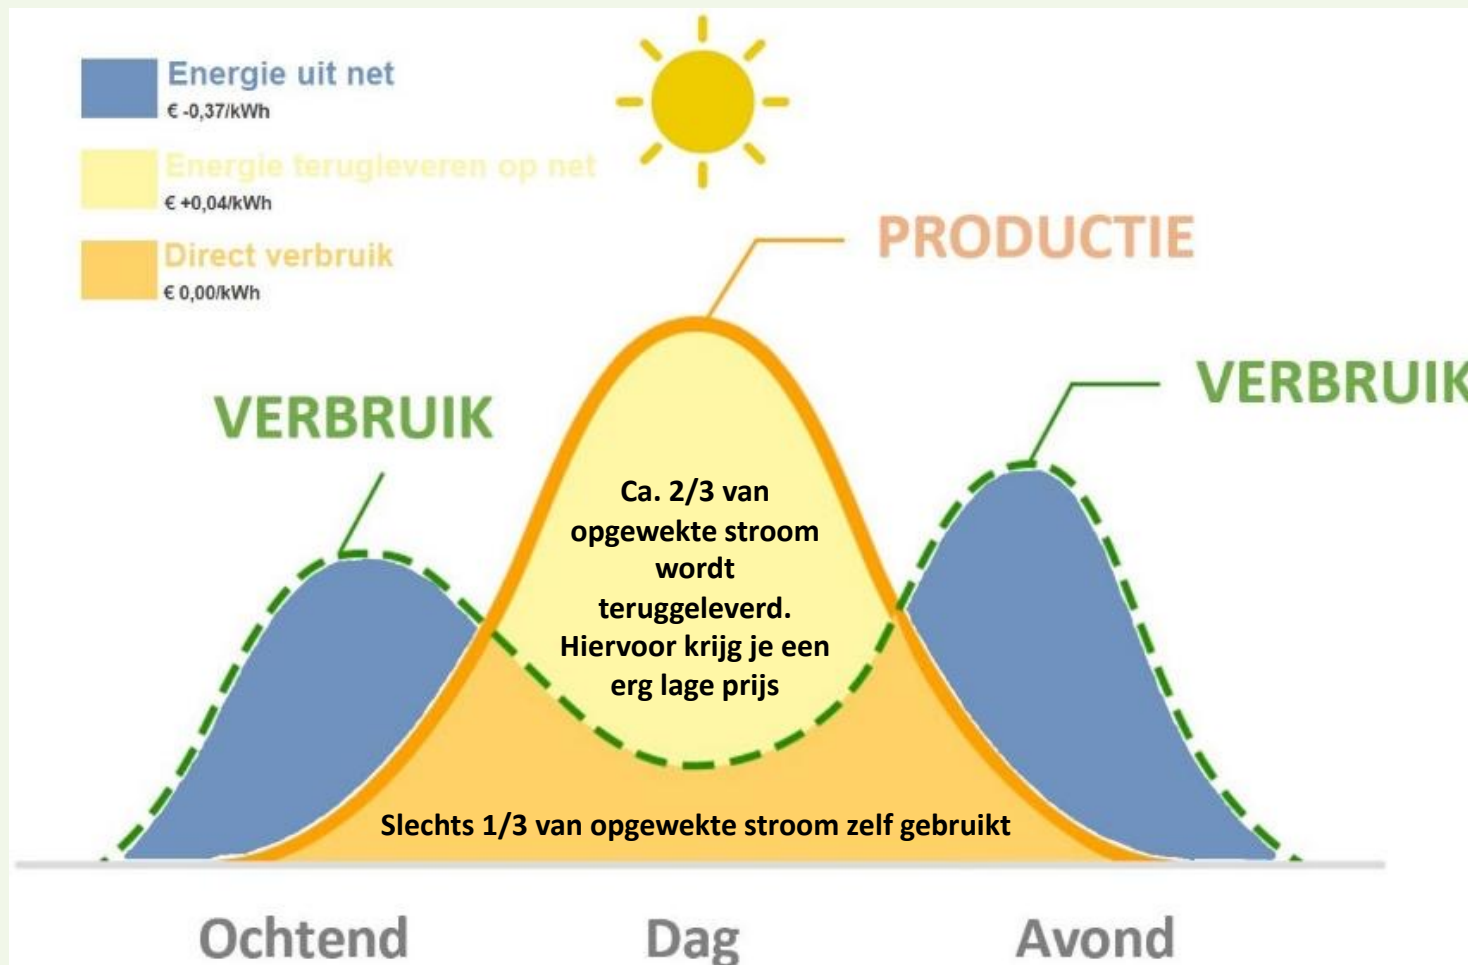 Energie uit net
€ -0,37/kWh
Energie terugleveren op net
€ +0,04/kWh
Direct verbruik
€ 0,00/kWh
PRODUCTIE
VERBRUIK
VERBRUIK
Ca. 2/3 van
opgewekte stroom
wordt
teruggeleverd.
Hiervoor krijg je een
erg lage prijs
Slechts 1/3 van opgewekte stroom zelf gebruikt
Ochtend
Dag
Avond